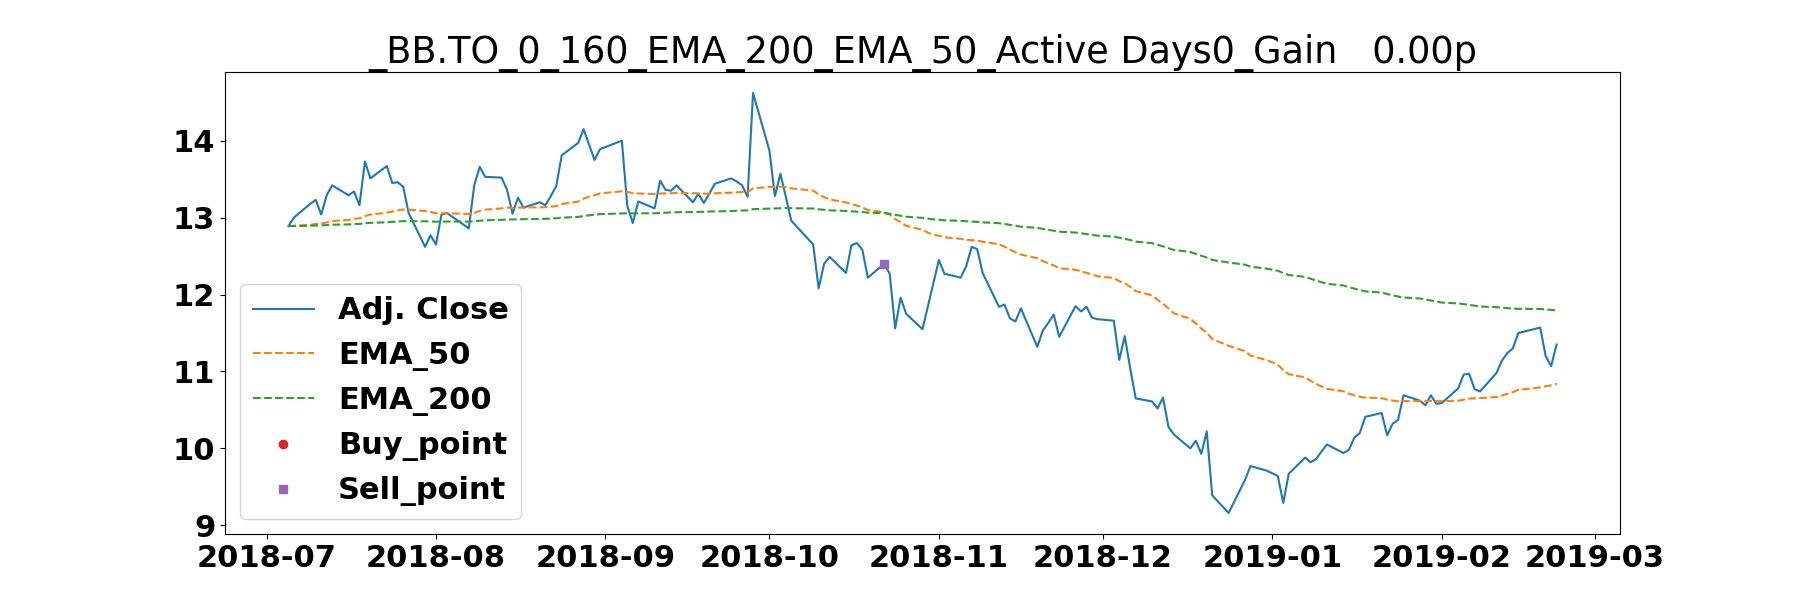 _BB.TO_0_160_EMA_200_EMA_50_Active Days0_Gain   0.00p
14
13
12
11
10
9
Adj. Close
EMA_50
EMA_200
Buy_point
Sell_point
2018-07 2018-08 2018-09 2018-10 2018-11 2018-12 2019-01 2019-02 2019-03